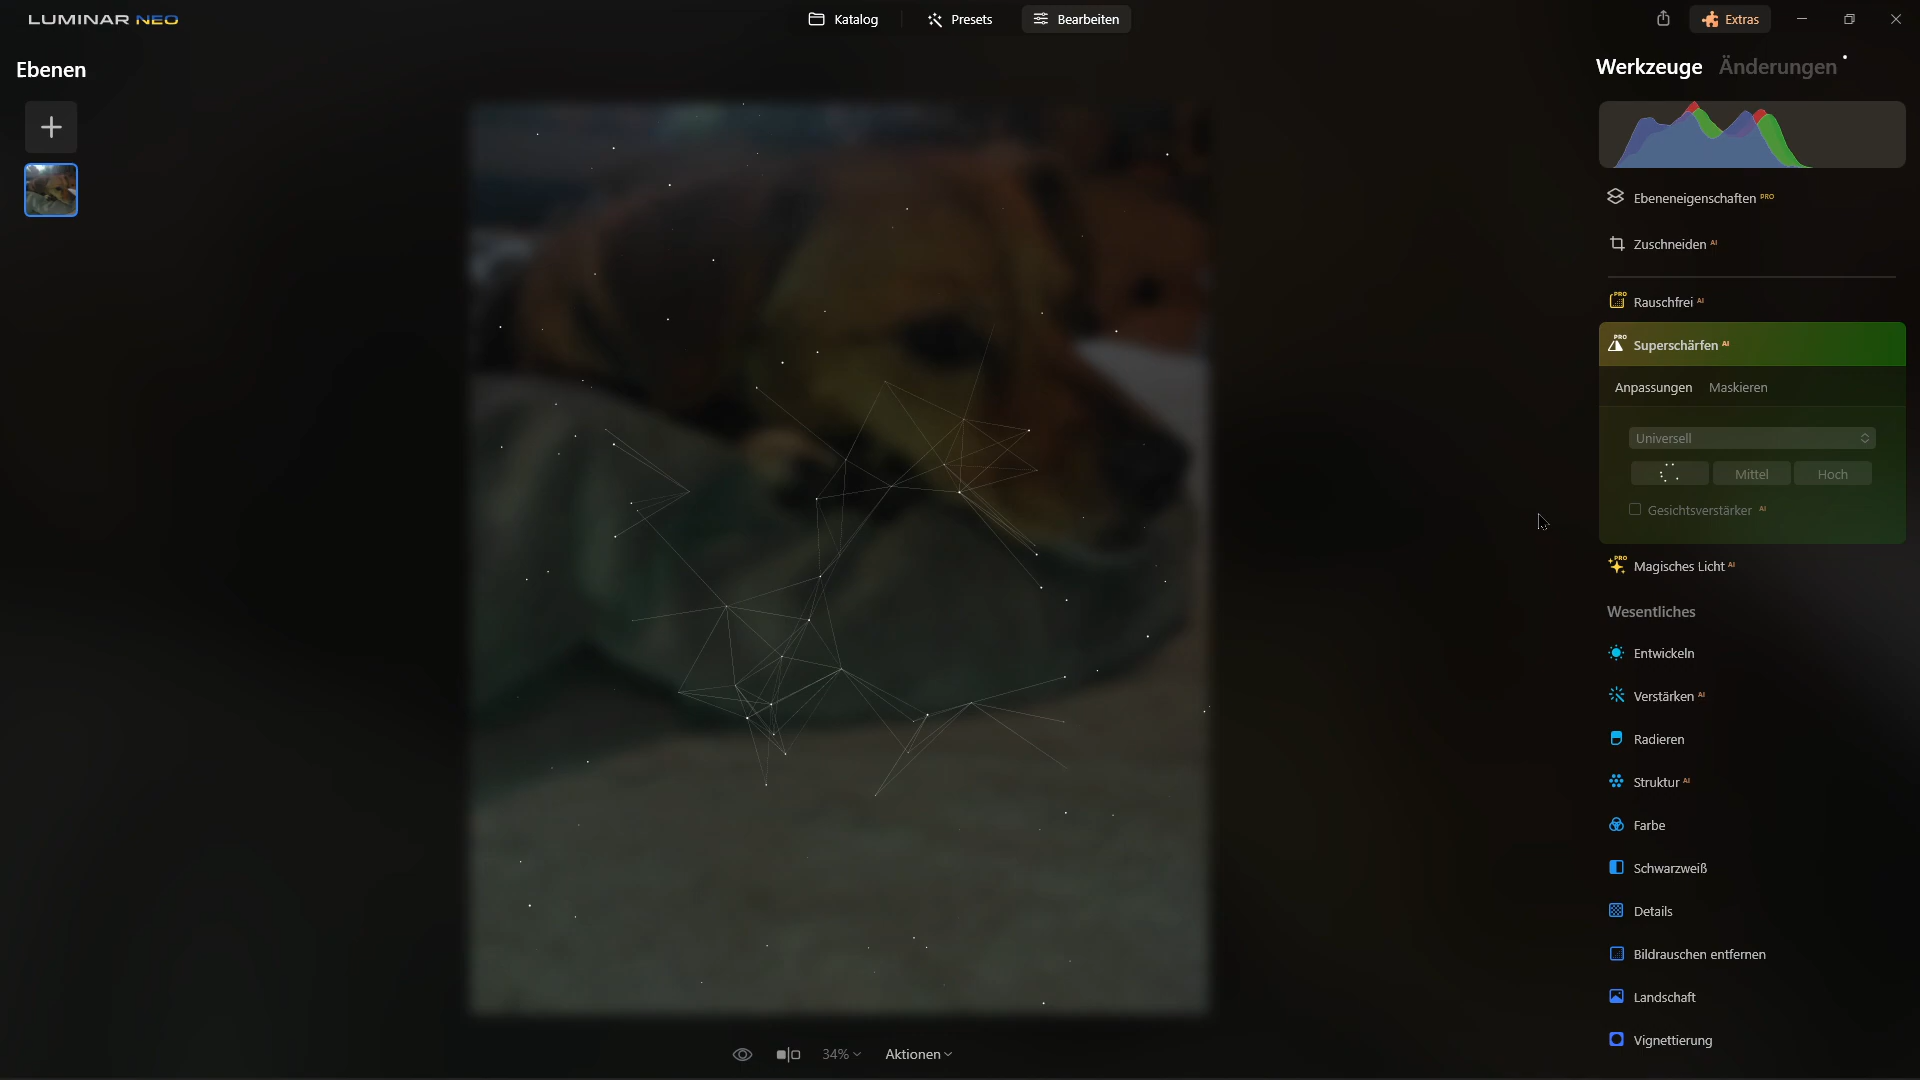 LUMINAR NEO
Katalog
Presets
Bearbeiten
Extras
Ebenen
Werkzeuge
Änderungen
Ebeneneigenschaften PRO
Zuschneiden AI
PRO
Rauschfrei AI
PRO
Superschärfen AI
Anpassungen
Maskieren
Universell
Mittel
Hoch
Gesichtsverstärker AI
PRO
Magisches Licht AI
Wesentliches
Entwickeln
Verstärken AI
Radieren
Struktur AI
Farbe
Schwarzweiß
Details
Bildrauschen entfernen
Landschaft
Vignettierung
34%
Aktionen